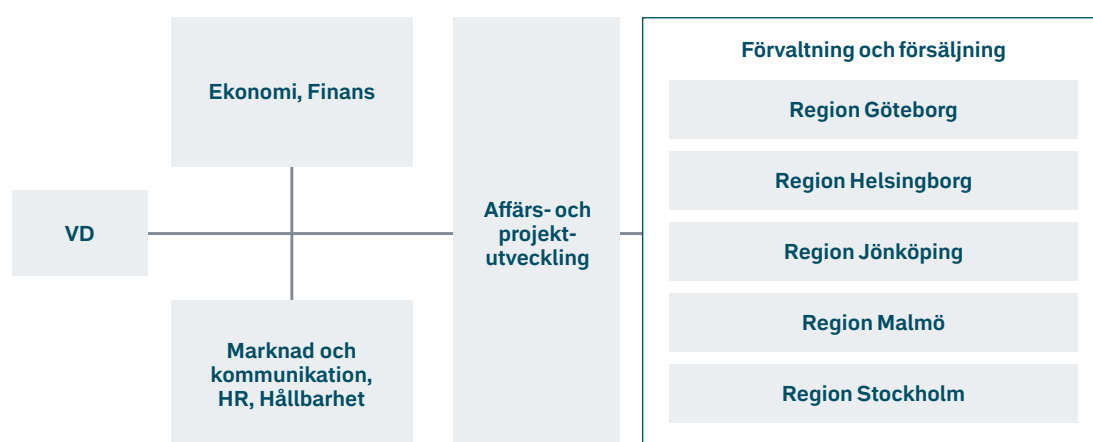 VD
Ekonomi, Finans
Marknad och
kommunikation,
HR, Hållbarhet
Affärs- och
projekt-
utveckling
Förvaltning och försäljning
Region Göteborg
Region Helsingborg
Region Jönköping
Region Malmö
Region Stockholm